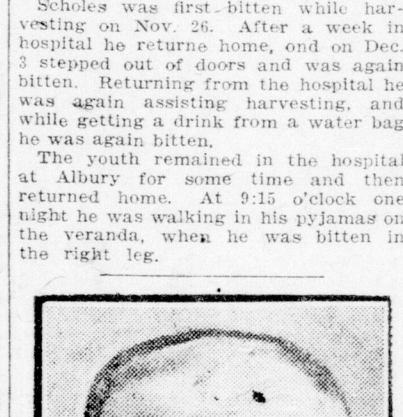 Scholes was first bitten while har-
vesting on Nov. 26. After a week in
hospital he returne home, ond on Dec.
3 stepped out of doors and was again
bitten. Returning from the hospital he
was again assisting harvesting, and
while getting a drink from a water bag
he was again bitten.
The youth remained in the hospital
at Albury for some time and then
returned home. At 9:15 o'clock one
night he was walking in his pyjamas on
the veranda, when he was bitten in
the right leg.